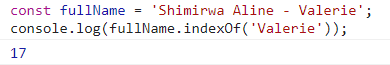 const fullName = 'Shimirwa Aline - Valerie';
console.log(fullName.indexOf('Valerie'));
17